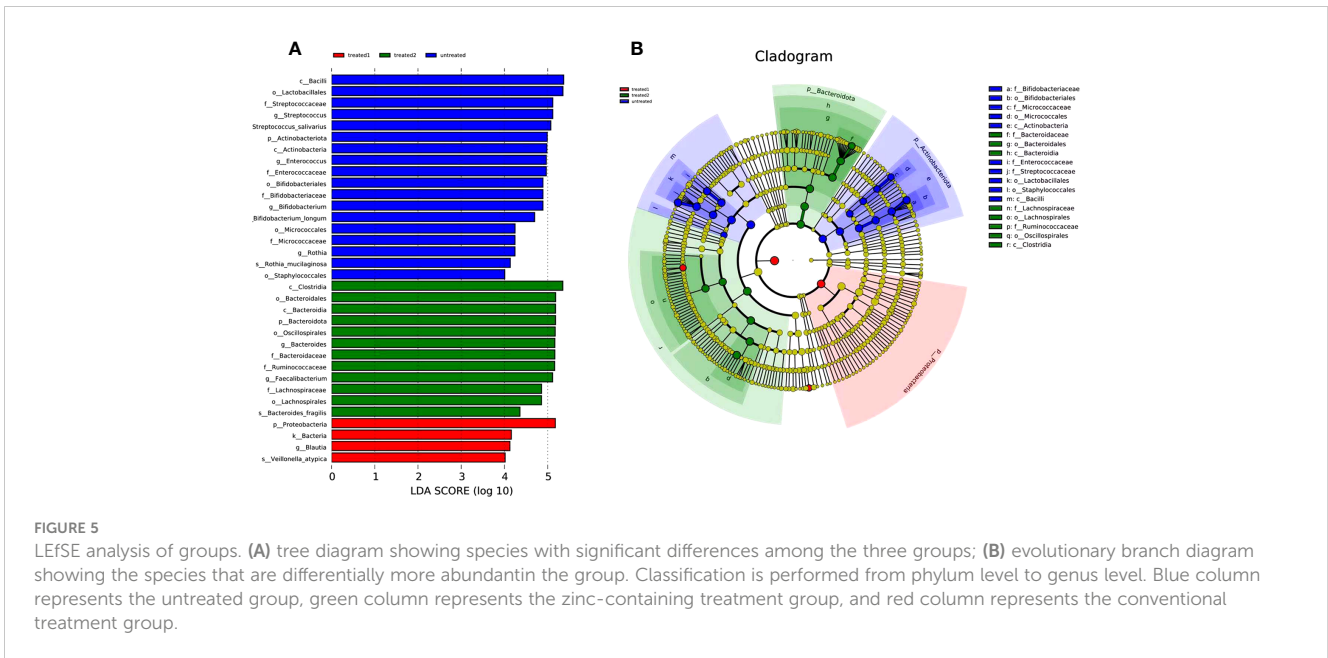 A
treated1 treated2 untreated
c__Bacilli
o__Lactobacillales
f__Streptococcaceae
g__Streptococcus
Streptococcus_salivarius
p__Actinobacteriota
c__Actinobacteria
g__Enterococcus
f__Enterococcaceae
o__Bifidobacteriales
f__Bifidobacteriaceae
g__Bifidobacterium
Bifidobacterium_longum
o__Micrococcales
f__Micrococcaceae
g__Rothia
s__Rothia_mucilaginosa
o__Staphylococcales
c__Clostridia
o__Bacteroidales
c__Bacteroidia
p__Bacteroidota
o__Oscillospirales
g__Bacteroides
f__Bacteroidaceae
f__Ruminococcaceae
g__Faecalibacterium
f__Lachnospiraceae
o__Lachnospirales
s__Bacteroides_fragilis
p__Proteobacteria
k__Bacteria
g__Blautia
s__Veillonella_atypica
0 1 2 3 4 5
LDA SCORE (log 10)
B
Cladogram
treated1
treated2
untreated
p__Bacteroidota
h
g
p__Actinobacteriota
d
e
b
m
k
l
o
n
r
q
p
p__Proteobacteria
a: f__Bifidobacteriaceae
b: o__Bifidobacteriales
c: f__Micrococcaceae
d: o__Micrococcales
e: c__Actinobacteria
f: f__Bacteroidaceae
g: o__Bacteroidales
h: c__Bacteroidia
i: f__Enterococcaceae
j: f__Streptococcaceae
k: o__Lactobacillales
l: o__Staphylococcales
m: c__Bacilli
n: f__Lachnospiraceae
o: o__Lachnospirales
p: f__Ruminococcaceae
q: o__Oscillospirales
r: c__Clostridia
FIGURE 5
LEfSE analysis of groups. (A) tree diagram showing species with significant differences among the three groups; (B) evolutionary branch diagram
showing the species that are differentially more abundantin the group. Classification is performed from phylum level to genus level. Blue column
represents the untreated group, green column represents the zinc-containing treatment group, and red column represents the conventional
treatment group.